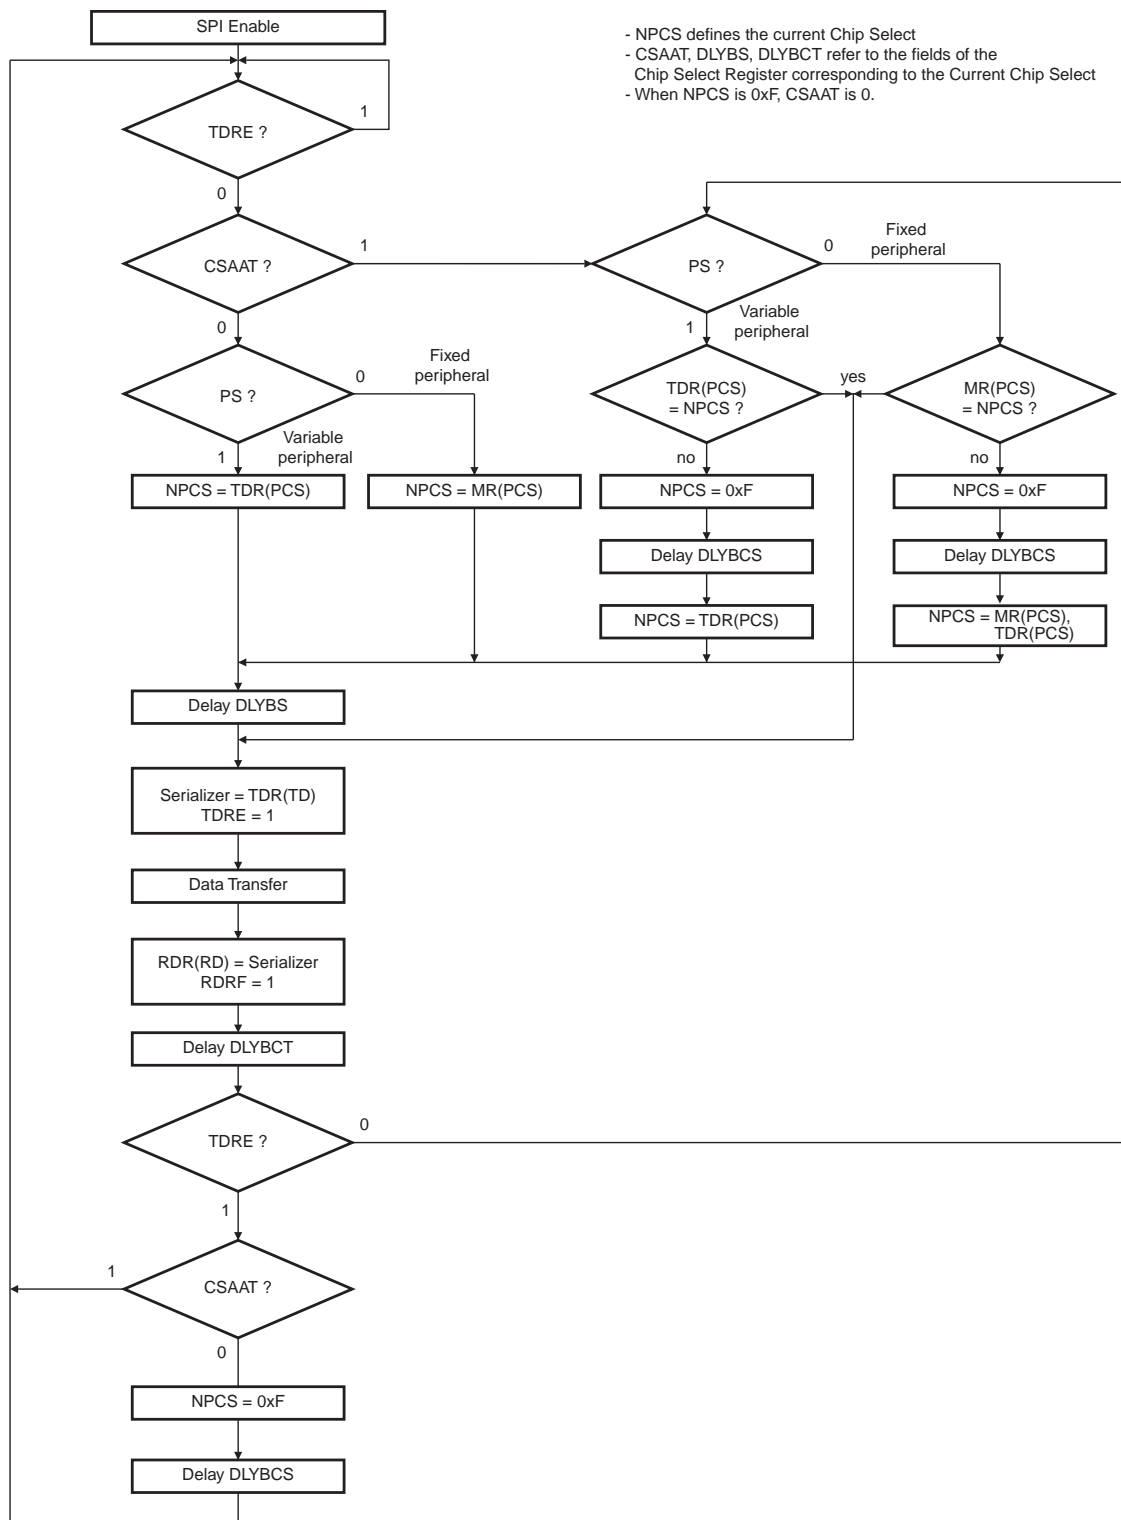 SPI Enable
- NPCS defines the current Chip Select
- CSAAT, DLYBS, DLYBCT refer to the fields of the
Chip Select Register corresponding to the Current Chip Select
- When NPCS is 0xF, CSAAT is 0.
TDRE ?
1
0
CSAAT ?
1
0
PS ?
0
Fixed
peripheral
1
Variable
peripheral
NPCS = TDR(PCS)
NPCS = MR(PCS)
PS ?
0
Fixed
peripheral
1
Variable
peripheral
TDR(PCS)
= NPCS ?
yes
MR(PCS)
= NPCS ?
no
no
NPCS = 0xF
NPCS = 0xF
Delay DLYBCS
Delay DLYBCS
NPCS = TDR(PCS)
NPCS = MR(PCS),
TDR(PCS)
Delay DLYBS
Serializer = TDR(TD)
TDRE = 1
Data Transfer
RDR(RD) = Serializer
RDRF = 1
Delay DLYBCT
TDRE ?
0
1
CSAAT ?
1
0
NPCS = 0xF
Delay DLYBCS